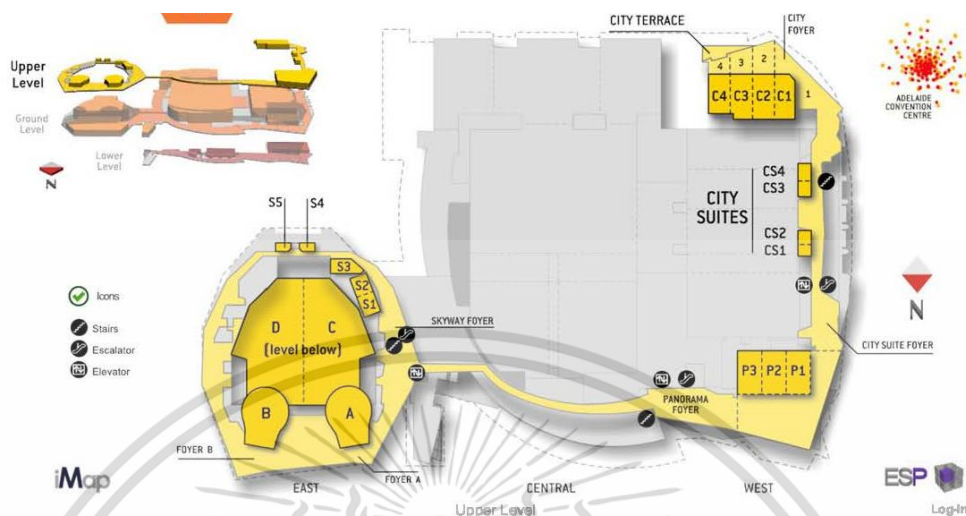 Upper
Level
Ground
Level
Lower
Level
N
CITY TERRACE
CITY
FOYER
4 3 2 1
C4 C3 C2 C1
ADELAIDE
CONVENTION
CENTRE
CS4
CS3
CITY
SUITES
CS2
CS1
S5 S4
S3
S2
S1
Icons
Stairs
Escalator
Elevator
D C
(level below)
B A
SKYWAY FOYER
N
CITY SUITE FOYER
P3 P2 P1
PANORAMA
FOYER
FOYER B
FOYER A
iMap
EAST
CENTRAL
WEST
Upper Level
ESP
Log-In